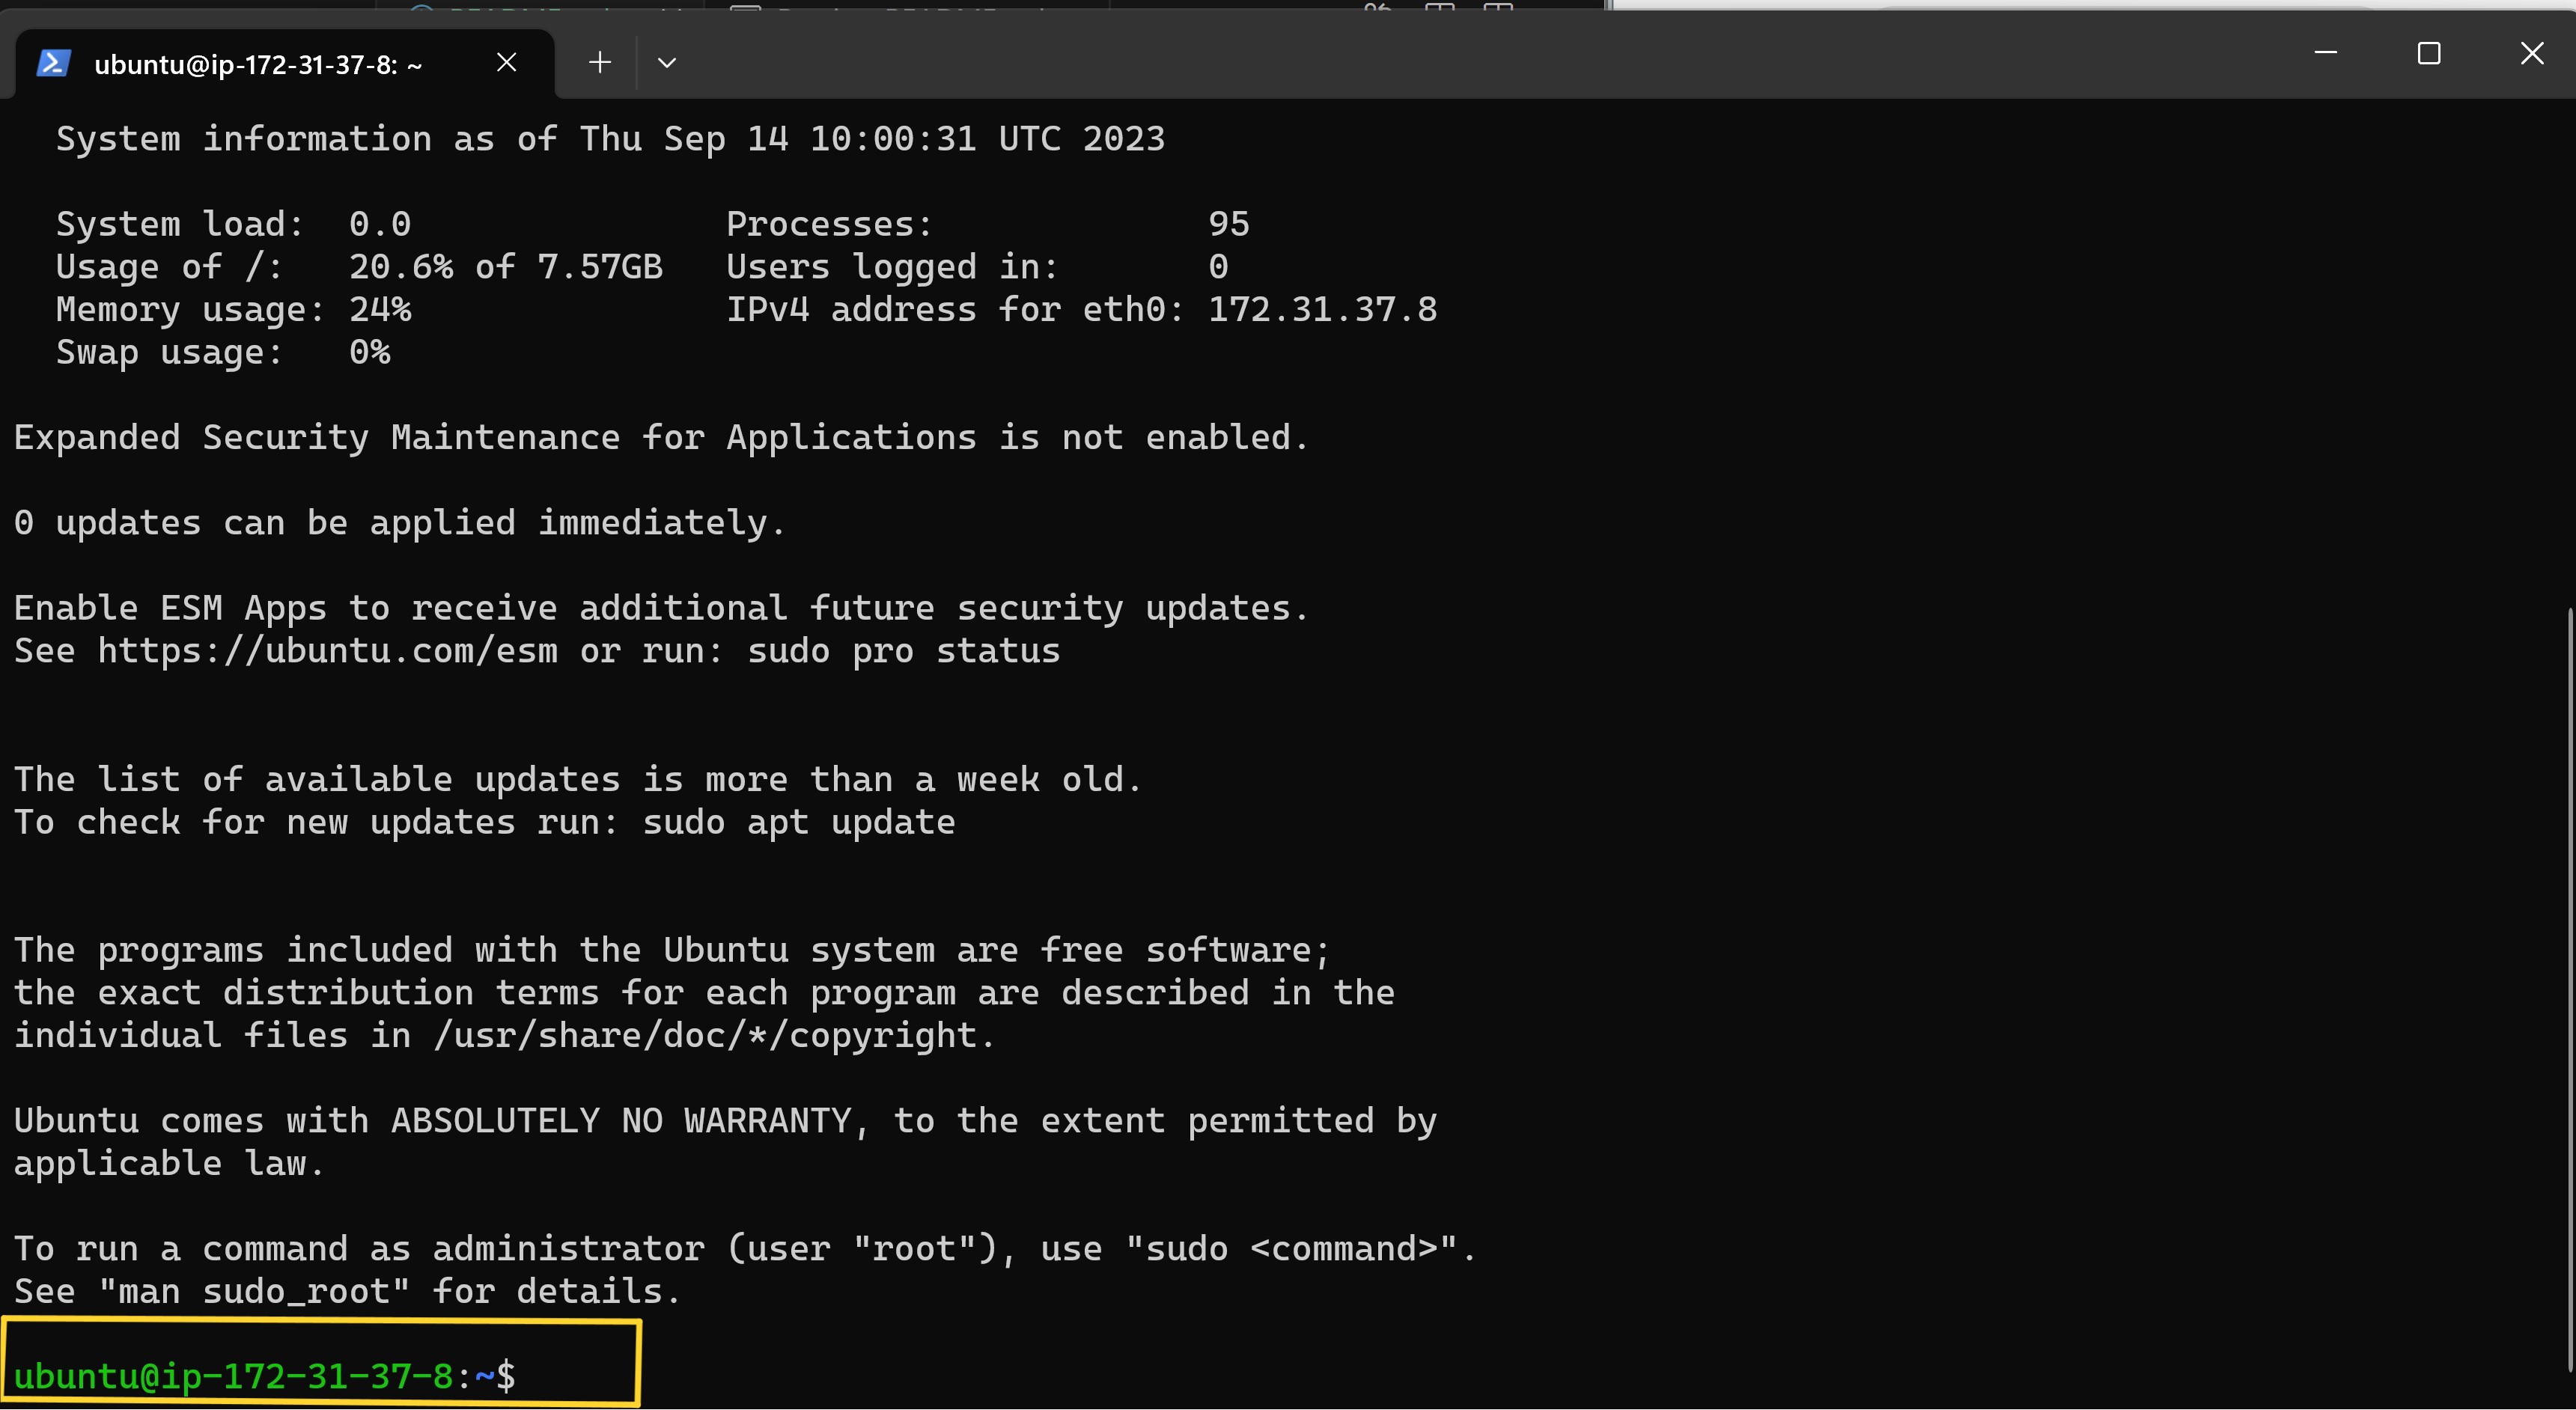 ubuntu@ip-172-31-37-8: ~
System information as of Thu Sep 14 10:00:31 UTC 2023
System load:  0.0               Processes:             95
Usage of /:   20.6% of 7.57GB   Users logged in:       0
Memory usage: 24%               IPv4 address for eth0: 172.31.37.8
Swap usage:   0%
Expanded Security Maintenance for Applications is not enabled.
0 updates can be applied immediately.
Enable ESM Apps to receive additional future security updates.
See https://ubuntu.com/esm or run: sudo pro status
The list of available updates is more than a week old.
To check for new updates run: sudo apt update
The programs included with the Ubuntu system are free software;
the exact distribution terms for each program are described in the
individual files in /usr/share/doc/*/copyright.
Ubuntu comes with ABSOLUTELY NO WARRANTY, to the extent permitted by
applicable law.
To run a command as administrator (user "root"), use "sudo <command>".
See "man sudo_root" for details.
ubuntu@ip-172-31-37-8:~$